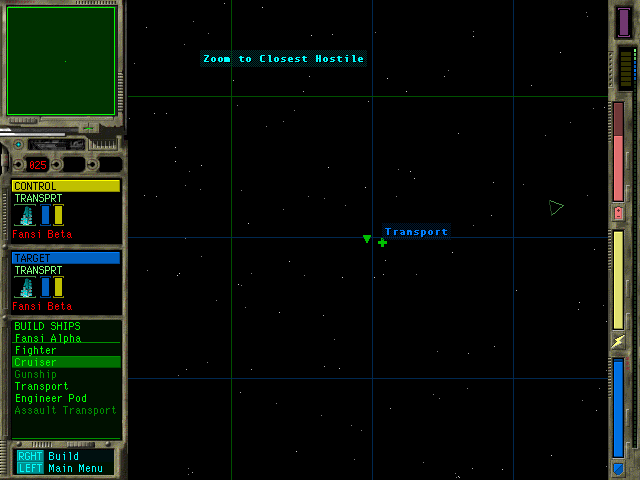 Zoom to Closest Hostile
025
CONTROL
TRANSPRT
Fansi Beta
Transport
TARGET
TRANSPRT
Fansi Beta
BUILD SHIPS
Fansi Alpha
Fighter
Cruiser
Gunship
Transport
Engineer Pod
Assault Transport
RGHT Build
LEFT Main Menu